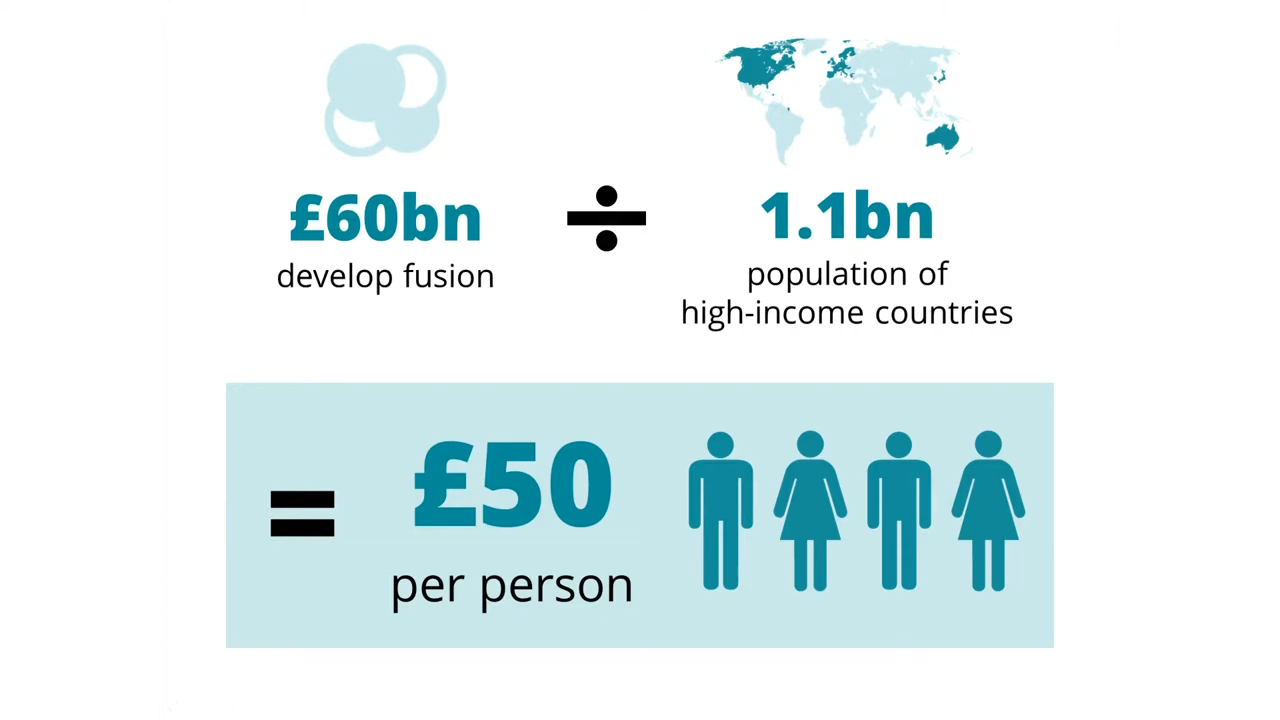 £60bn
develop fusion
÷
1.1bn
population of
high-income countries
=
£50
per person